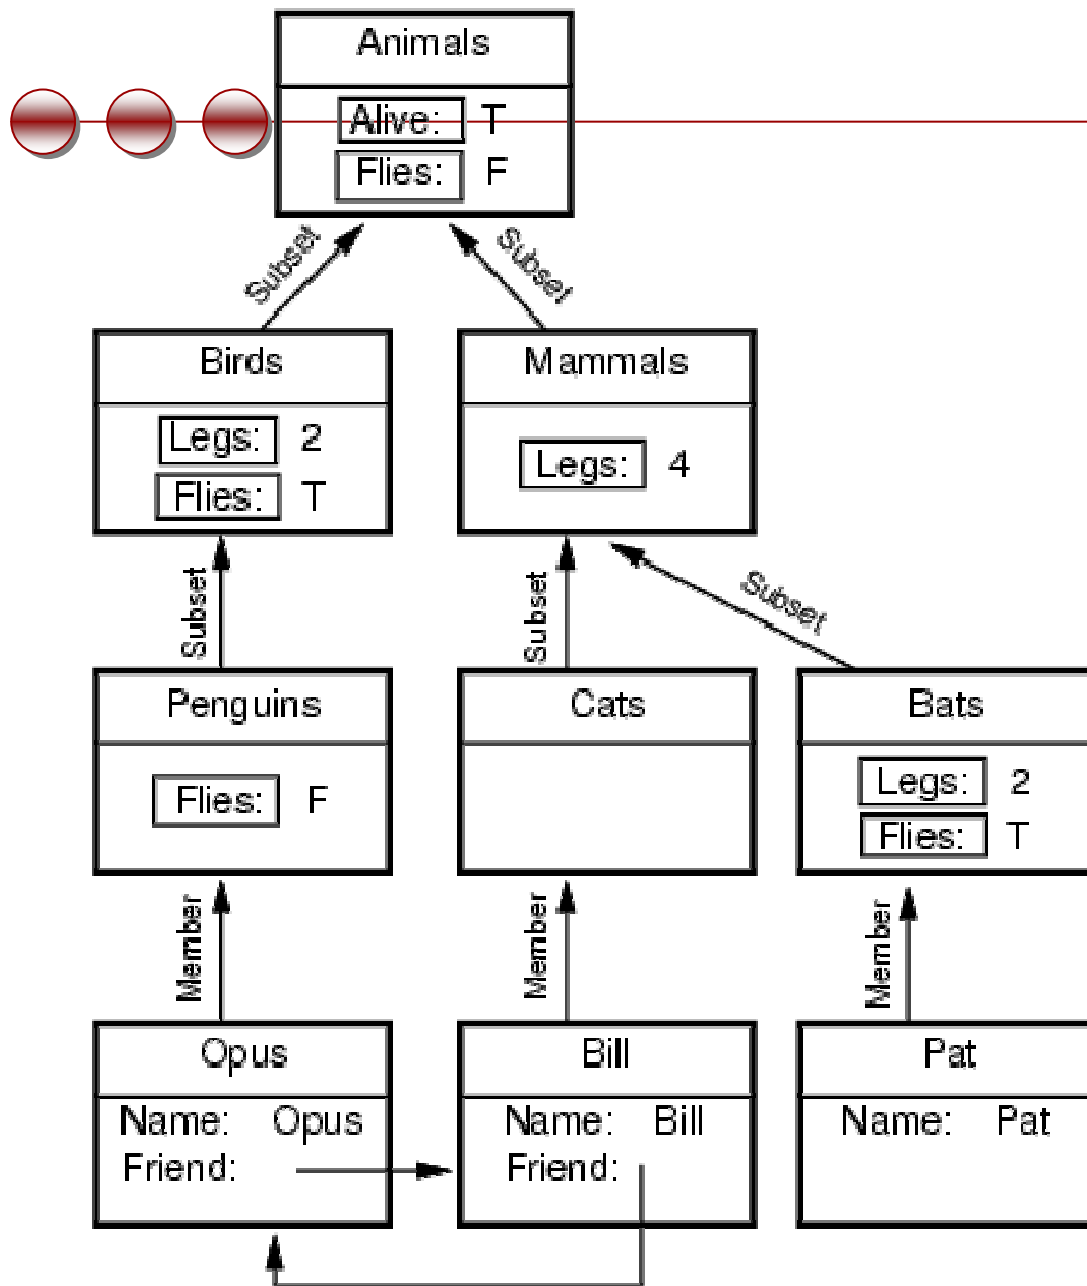 Animals
Alive: T
Flies: F
Subset
Subset
Birds
Legs: 2
Flies: T
Mammals
Legs: 4
Subset
Subset
Subset
Penguins
Flies: F
Cats
Bats
Legs: 2
Flies: T
Member
Member
Member
Opus
Name: Opus
Friend:
Bill
Name: Bill
Friend:
Pat
Name: Pat